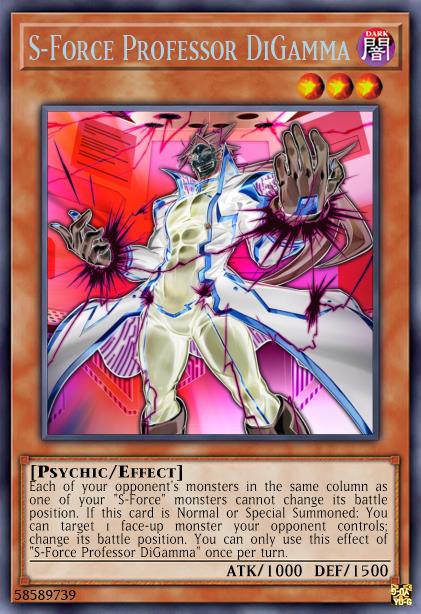 S-Force Professor DiGamma
DARK
闇
[Psychic/Effect]
Each of your opponent's monsters in the same column as
one of your "S-Force" monsters cannot change its battle
position. If this card is Normal or Special Summoned: You
can target 1 face-up monster your opponent controls;
change its battle position. You can only use this effect of
"S-Force Professor DiGamma" once per turn.
ATK/1000 DEF/1500
58589739